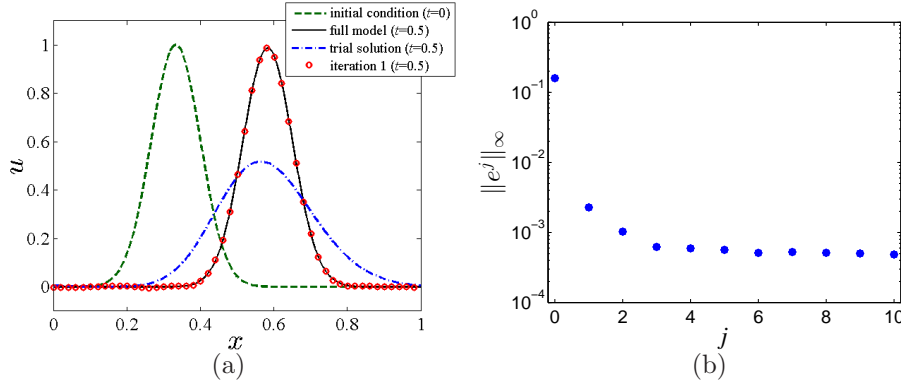 initial condition (t=0)
full model (t=0.5)
trial solution (t=0.5)
iteration 1 (t=0.5)
1
0.8
0.6
0.4
0.2
0
u
0 0.2 0.4 0.6 0.8 1
x
(a)
10⁻¹
10⁻²
10⁻³
10⁻⁴
10⁰
‖eʲ‖∞
0 2 4 6 8 10
j
(b)